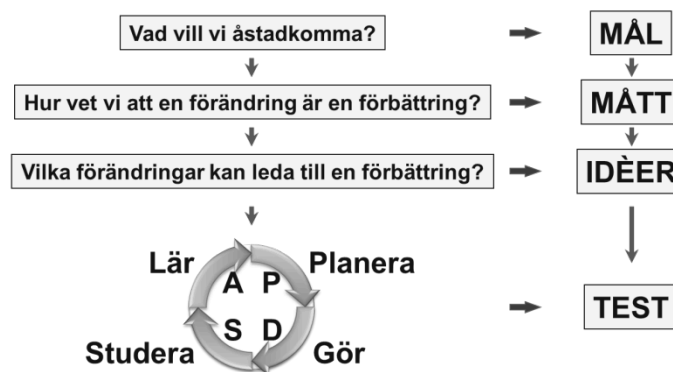 Vad vill vi åstadkomma?
MÅL
Hur vet vi att en förändring är en förbättring?
MÅTT
Vilka förändringar kan leda till en förbättring?
IDÈER
Lär
A P
Planera
S D
Studera
Gör
TEST